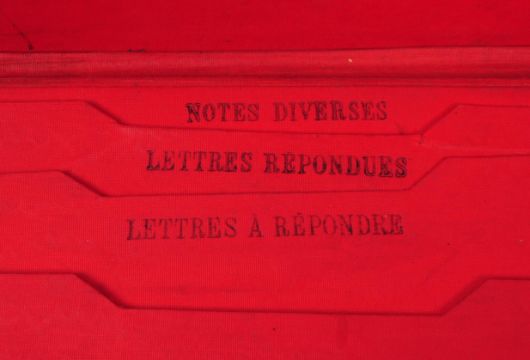 NOTES DIVERSES
LETTRES RÉPONDUES
LETTRES À RÉPONDRE